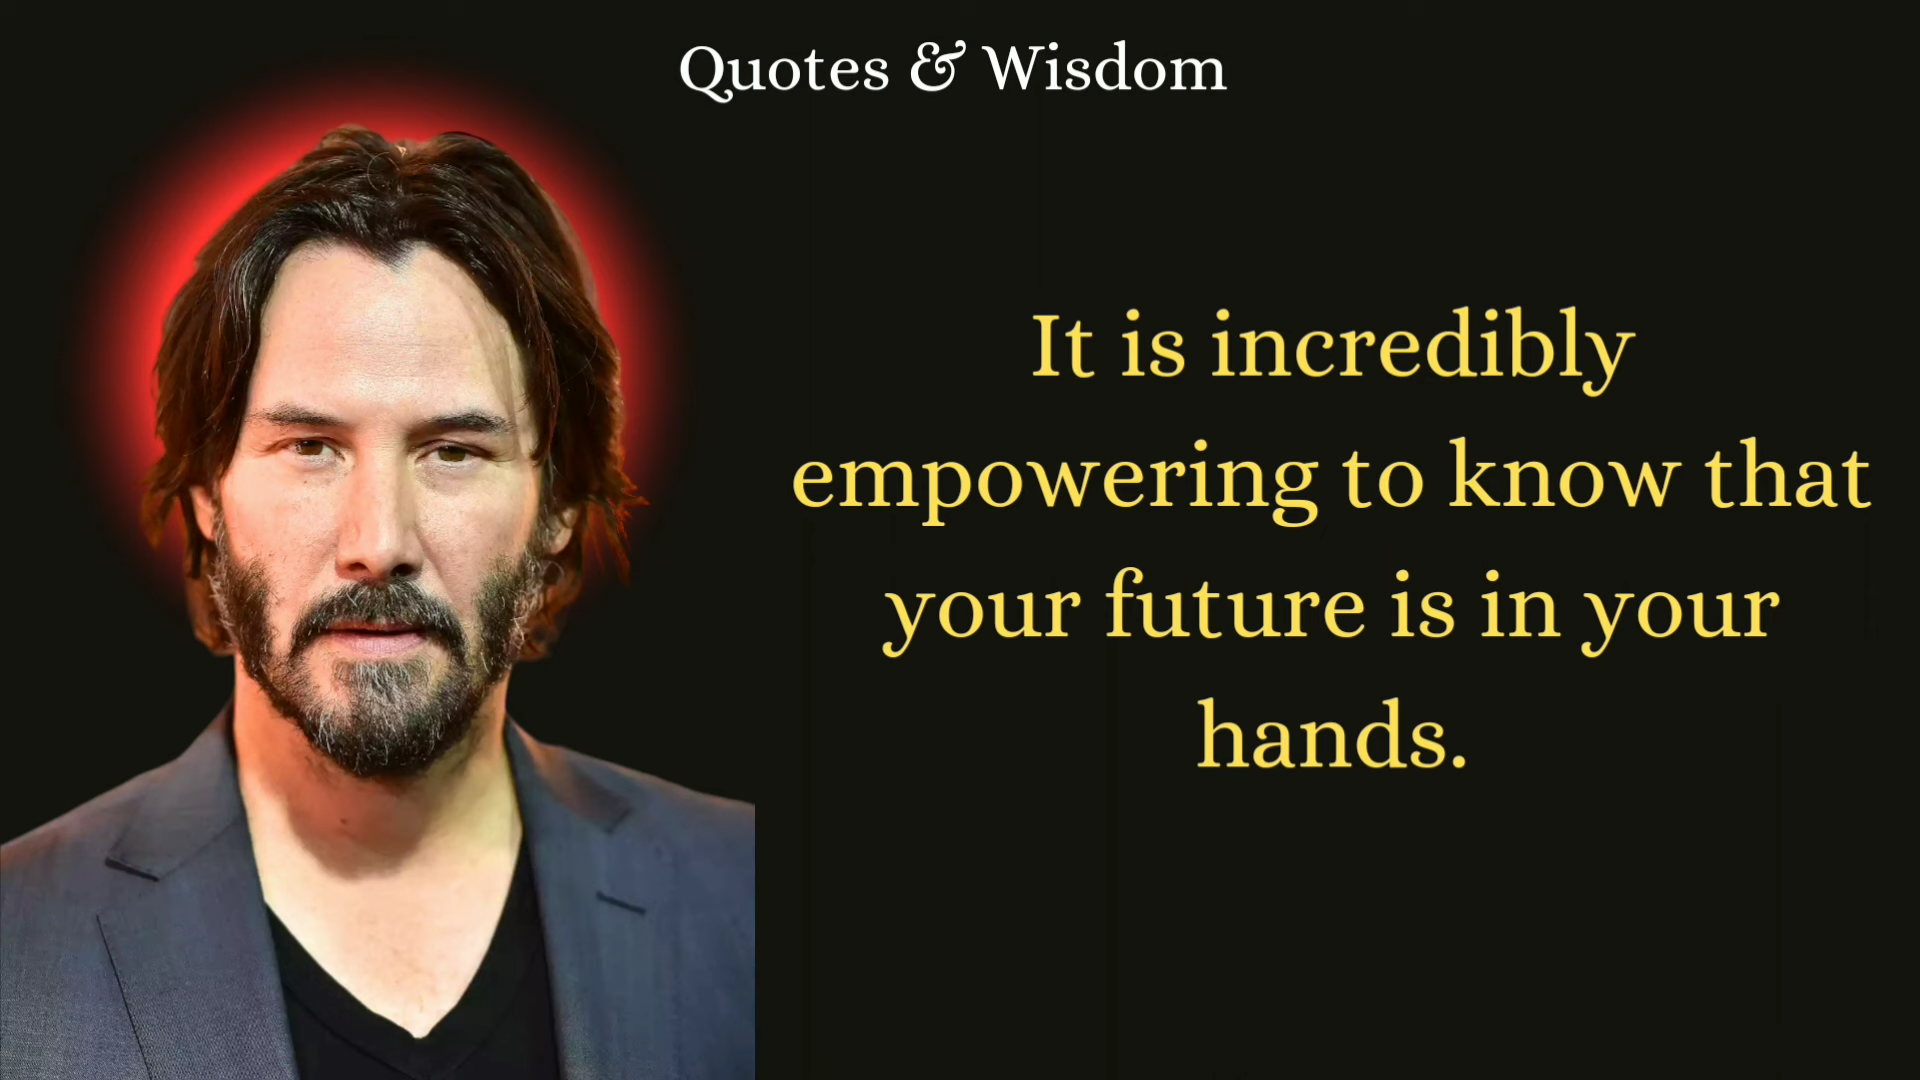 Quotes & Wisdom
It is incredibly
empowering to know that
your future is in your
hands.